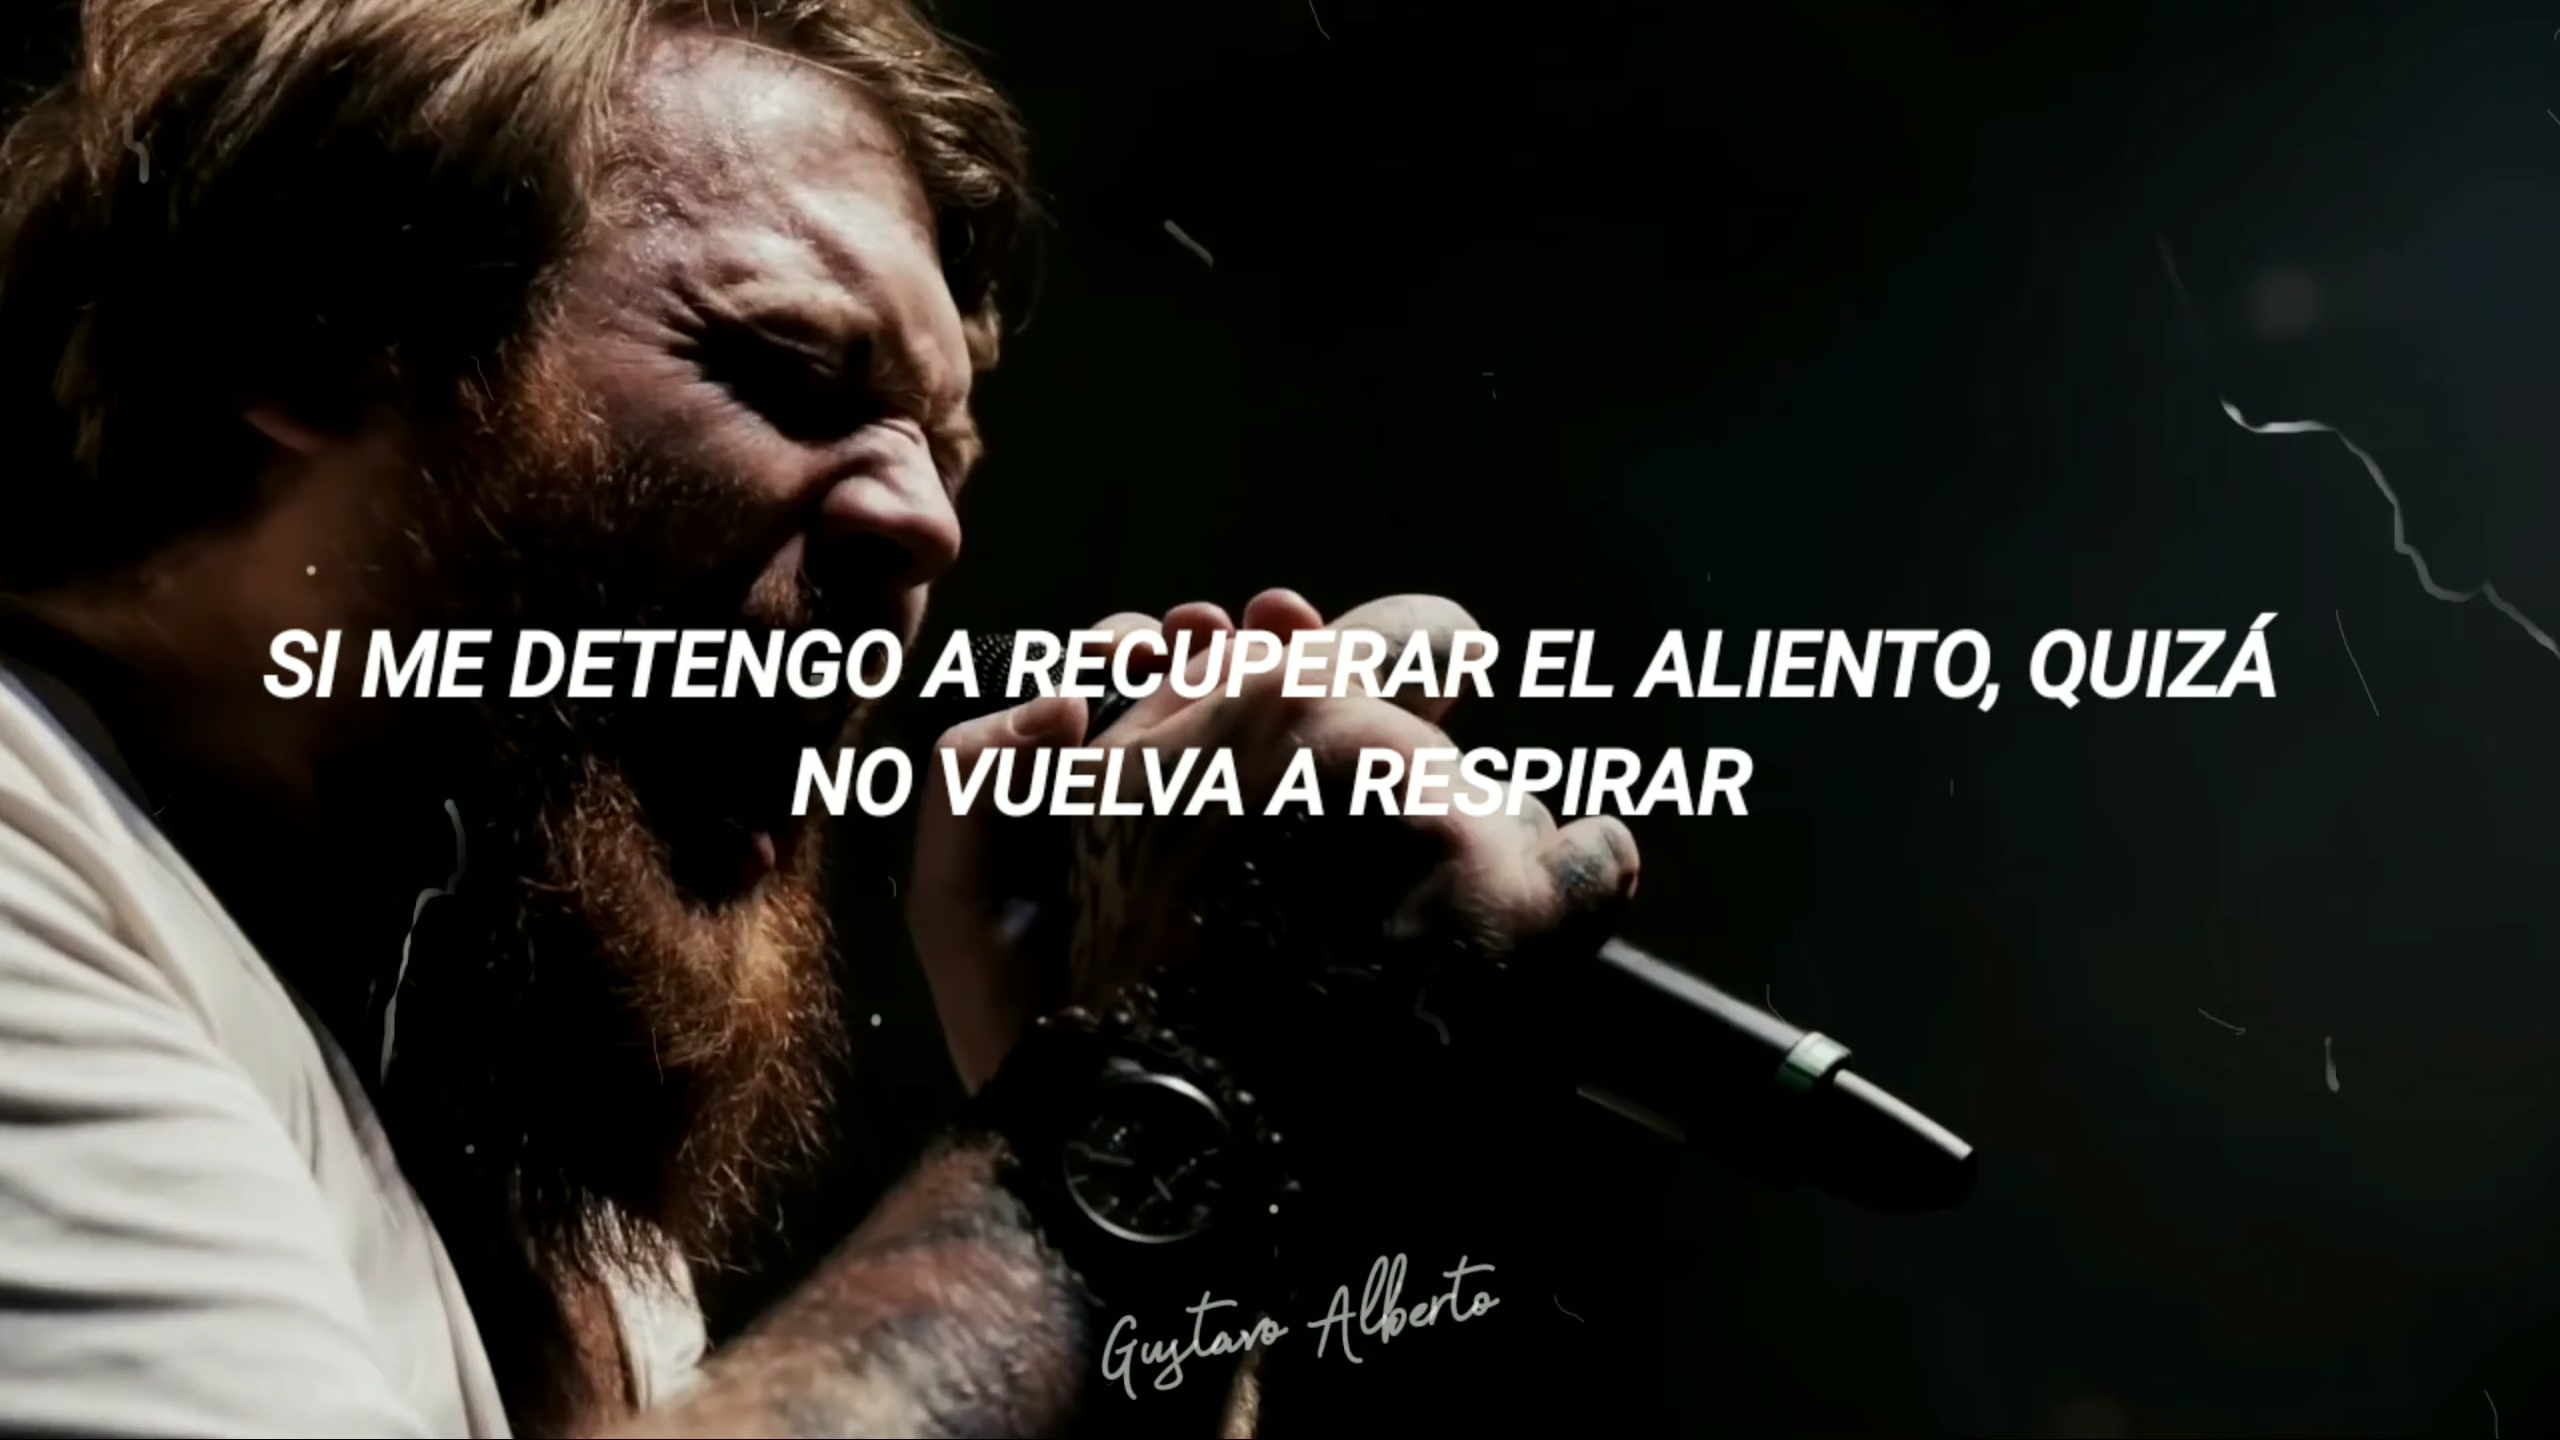 SI ME DETENGO A RECUPERAR EL ALIENTO, QUIZÁ
NO VUELVA A RESPIRAR
Gustavo Alberto